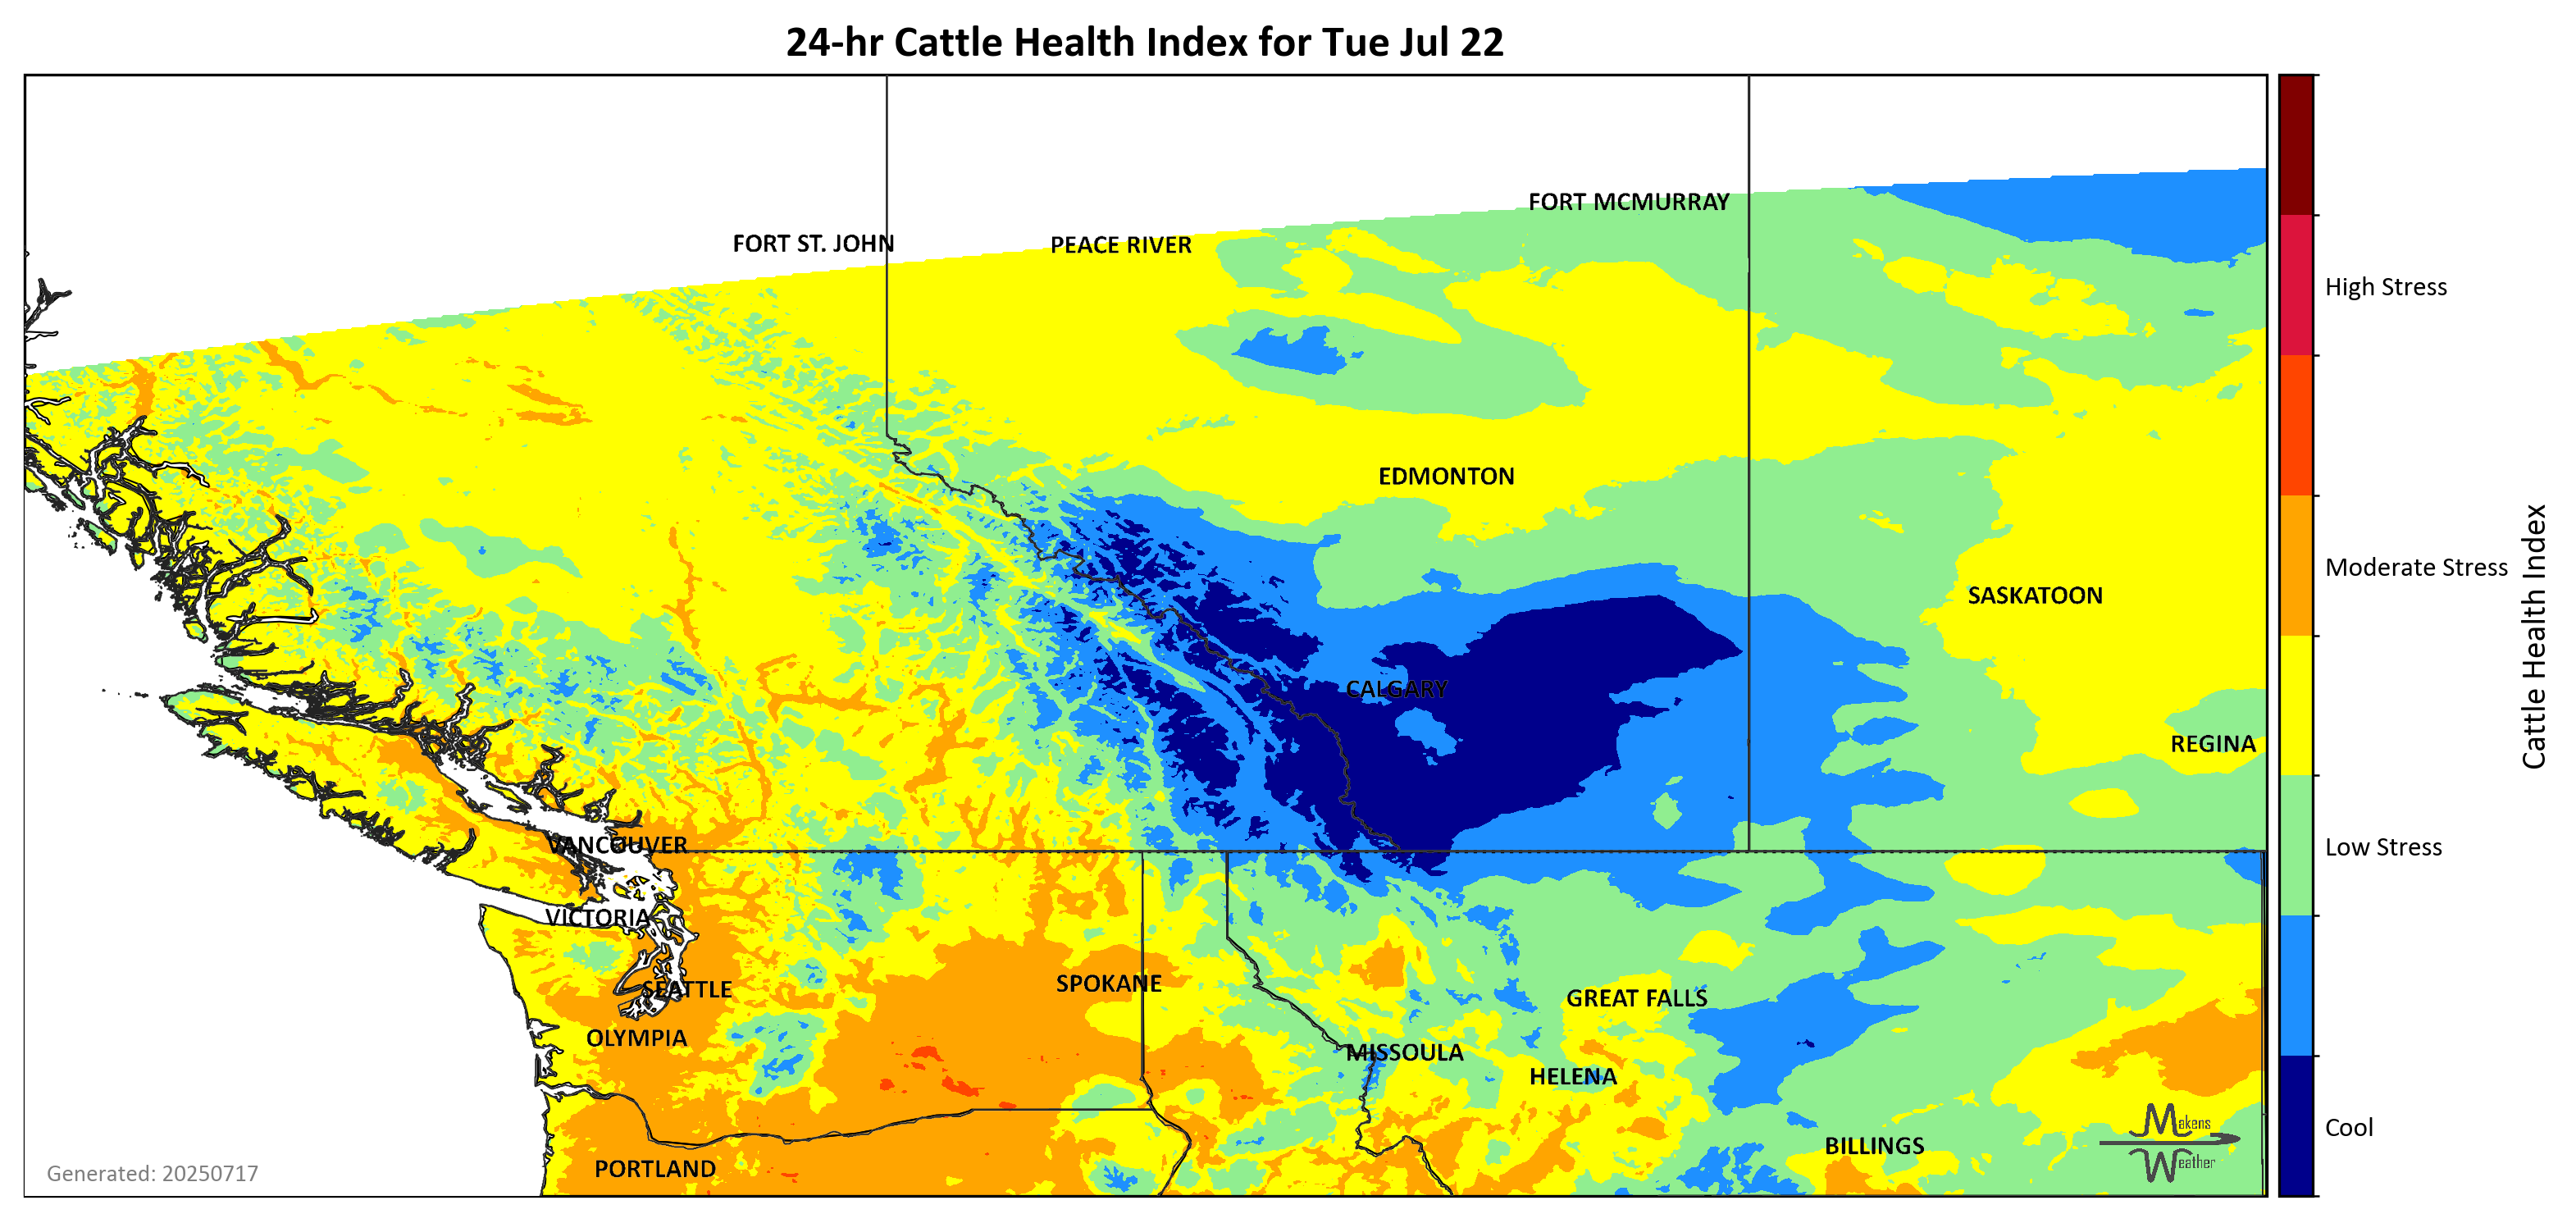 24-hr Cattle Health Index for Tue Jul 22
FORT MCMURRAY
FORT ST. JOHN
PEACE RIVER
High Stress
EDMONTON
Moderate Stress
SASKATOON
Cattle Health Index
CALGARY
REGINA
VANCOUVER
Low Stress
VICTORIA
SPOKANE
SEATTLE
GREAT FALLS
OLYMPIA
MISSOULA
HELENA
Makens
Weather
Cool
BILLINGS
PORTLAND
Generated: 20250717